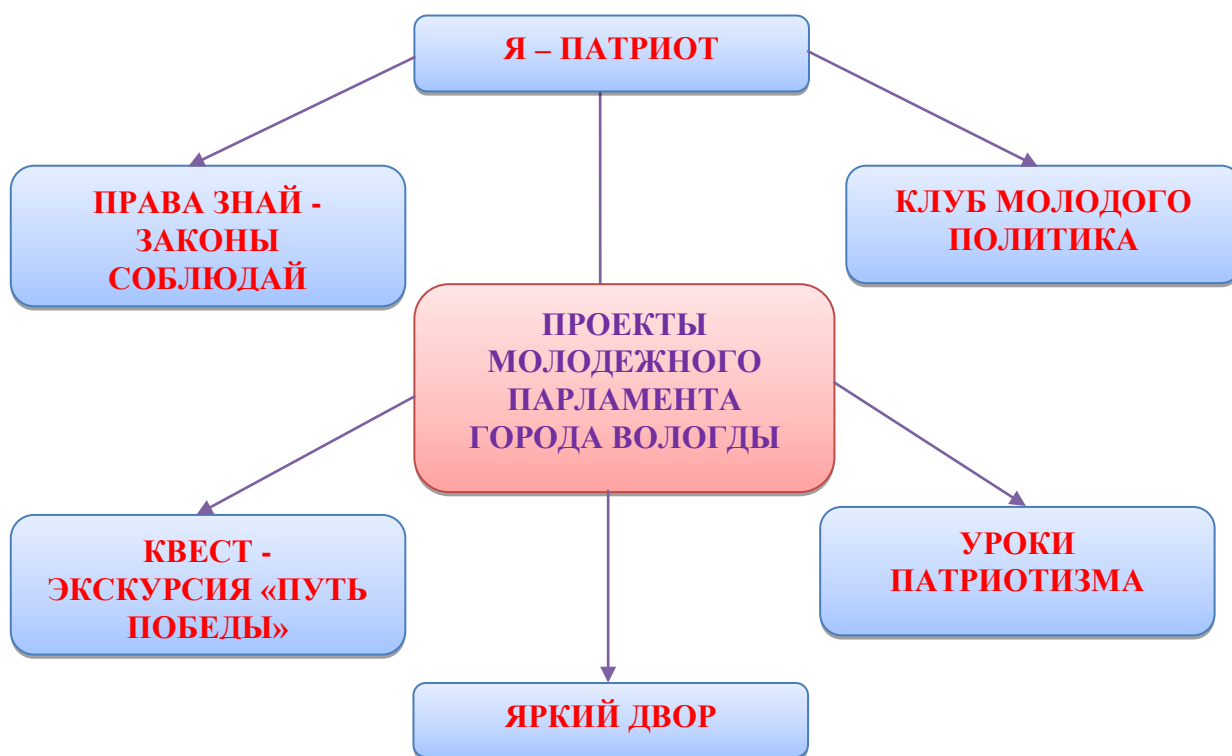 Я – ПАТРИОТ
ПРАВА ЗНАЙ -
ЗАКОНЫ
СОБЛЮДАЙ
КЛУБ МОЛОДОГО
ПОЛИТИКА
ПРОЕКТЫ
МОЛОДЕЖНОГО
ПАРЛАМЕНТА
ГОРОДА ВОЛОГДЫ
КВЕСТ -
ЭКСКУРСИЯ «ПУТЬ
ПОБЕДЫ»
УРОКИ
ПАТРИОТИЗМА
ЯРКИЙ ДВОР